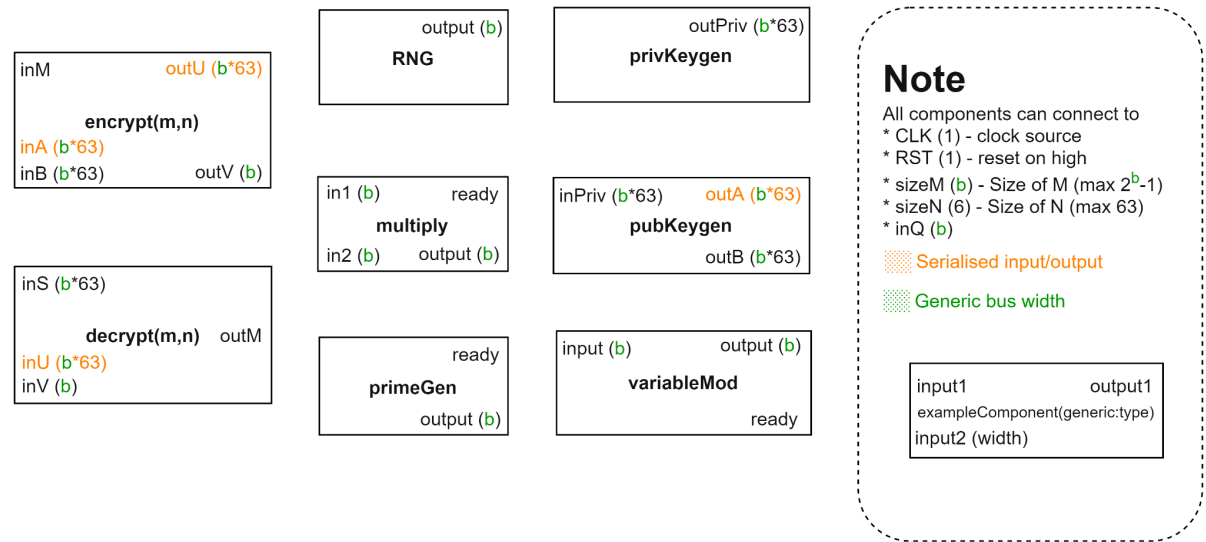 inM
outU (b*63)
encrypt(m,n)
inA (b*63)
inB (b*63)
outV (b)
inS (b*63)
decrypt(m,n)
outM
inU (b*63)
inV (b)
output (b)
RNG
in1 (b)
ready
multiply
in2 (b)
output (b)
ready
primeGen
output (b)
outPriv (b*63)
privKeygen
inPriv (b*63)
outA (b*63)
pubKeygen
outB (b*63)
input (b)
output (b)
variableMod
ready
Note
All components can connect to
* CLK (1) - clock source
* RST (1) - reset on high
* sizeM (b) - Size of M (max 2^b-1)
* sizeN (6) - Size of N (max 63)
* inQ (b)
Serialised input/output
Generic bus width
input1
output1
exampleComponent(generic:type)
input2 (width)